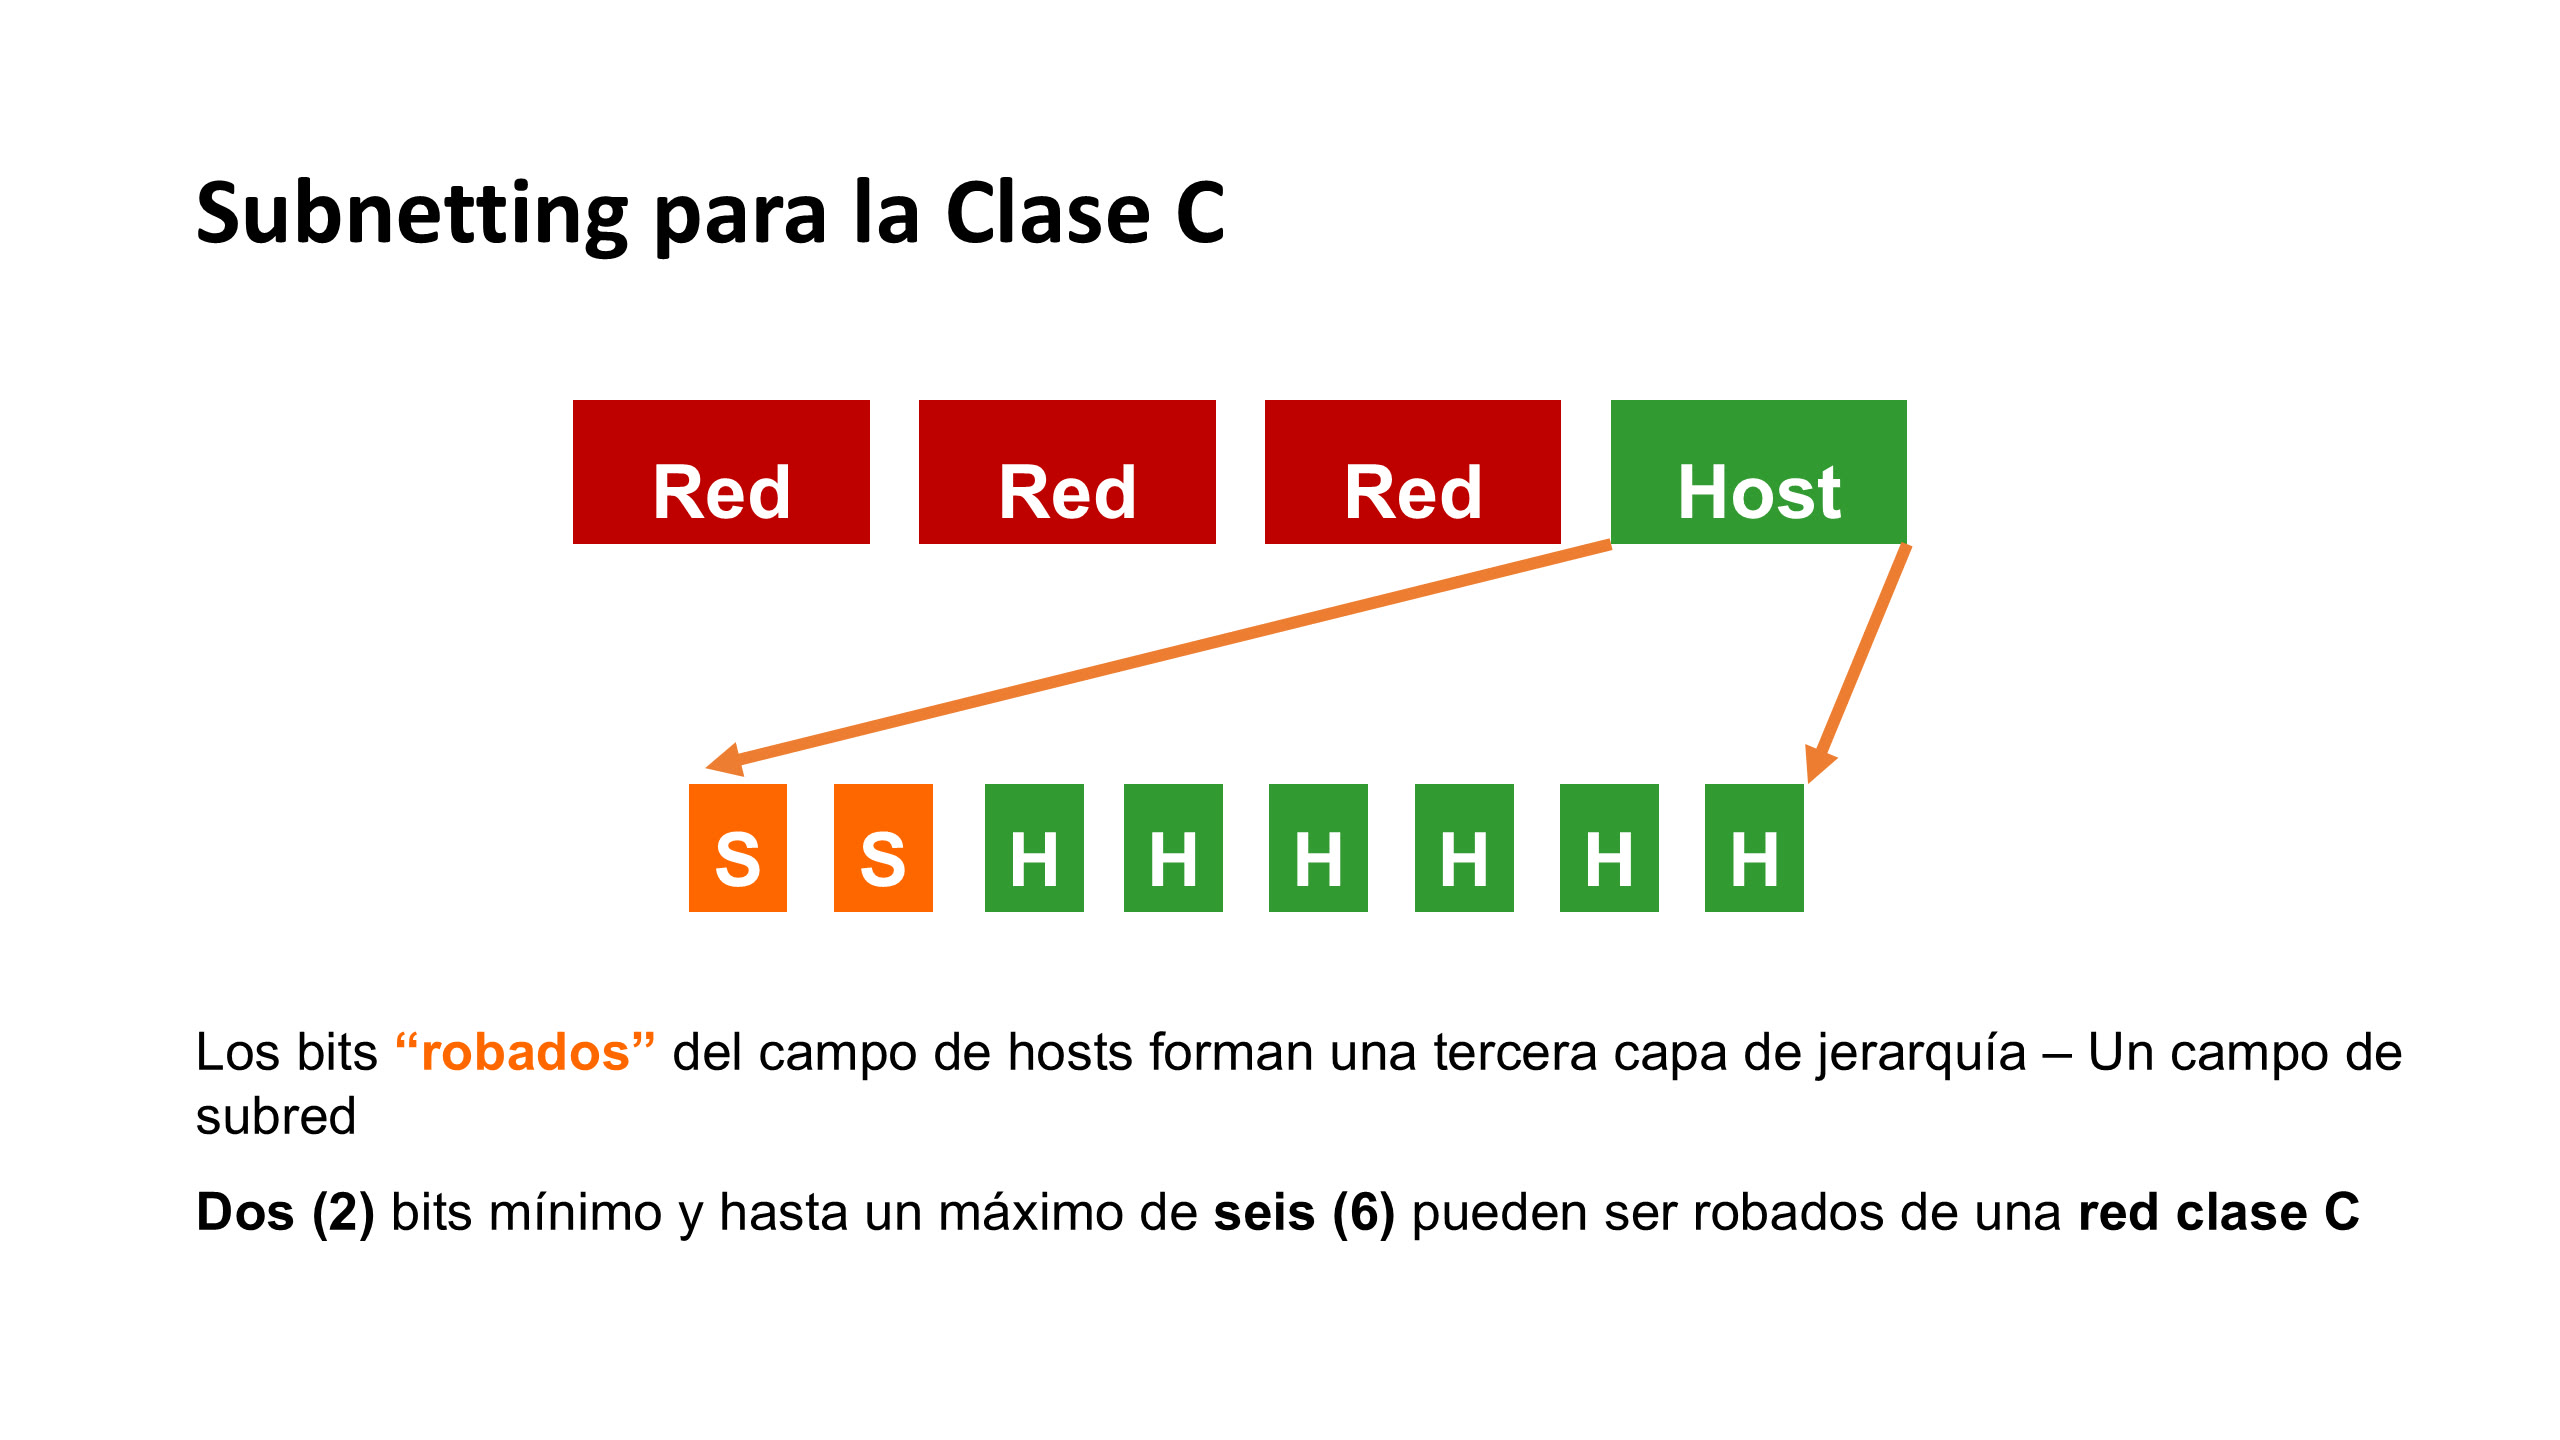 Subnetting para la Clase C
Red Red Red Host
S S H H H H H H
Los bits “robados” del campo de hosts forman una tercera capa de jerarquía – Un campo de
subred
Dos (2) bits mínimo y hasta un máximo de seis (6) pueden ser robados de una red clase C